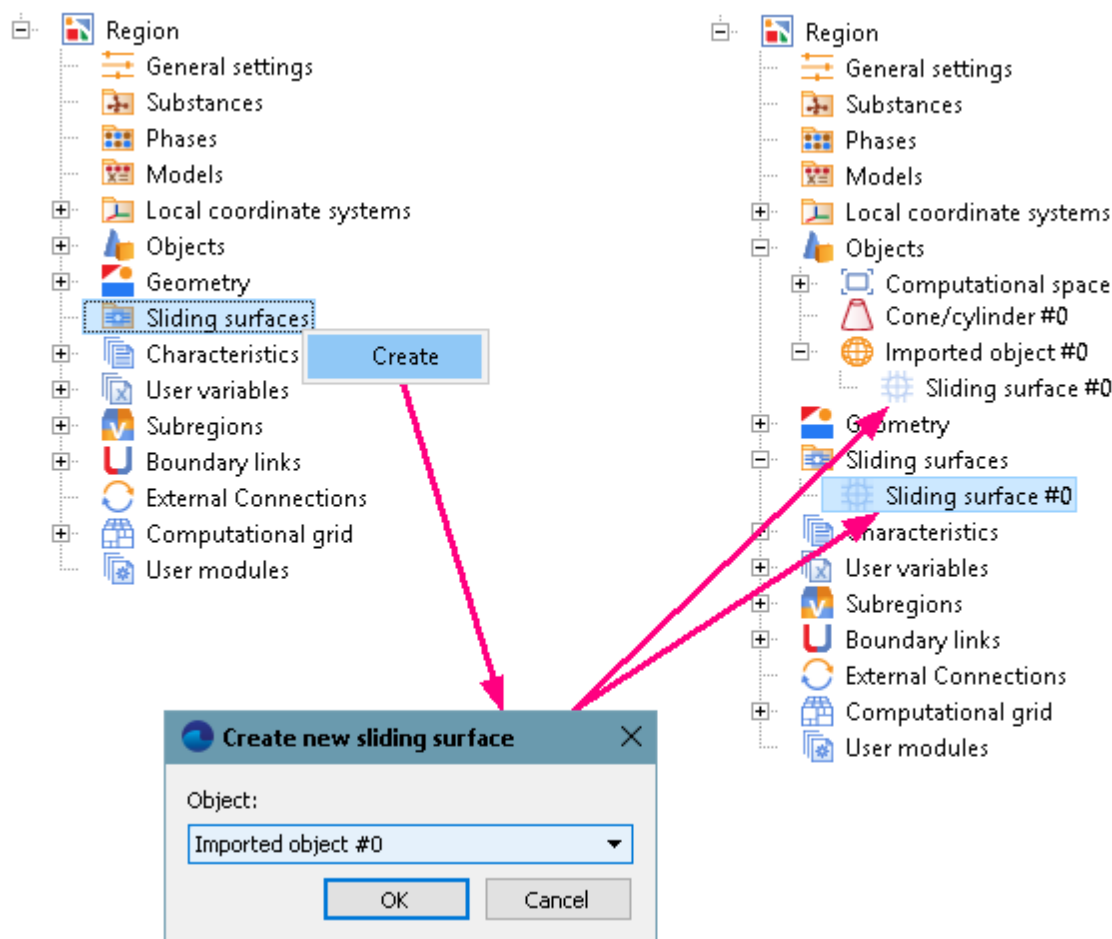 Region
General settings
Substances
Phases
Models
Local coordinate systems
Objects
Geometry
Sliding surfaces
Create
Characteristics
User variables
Subregions
Boundary links
External Connections
Computational grid
User modules
Create new sliding surface
Object:
Imported object #0
OK
Cancel
Region
General settings
Substances
Phases
Models
Local coordinate systems
Objects
Computational space
Cone/cylinder #0
Imported object #0
Sliding surface #0
Geometry
Sliding surfaces
Sliding surface #0
Characteristics
User variables
Subregions
Boundary links
External Connections
Computational grid
User modules